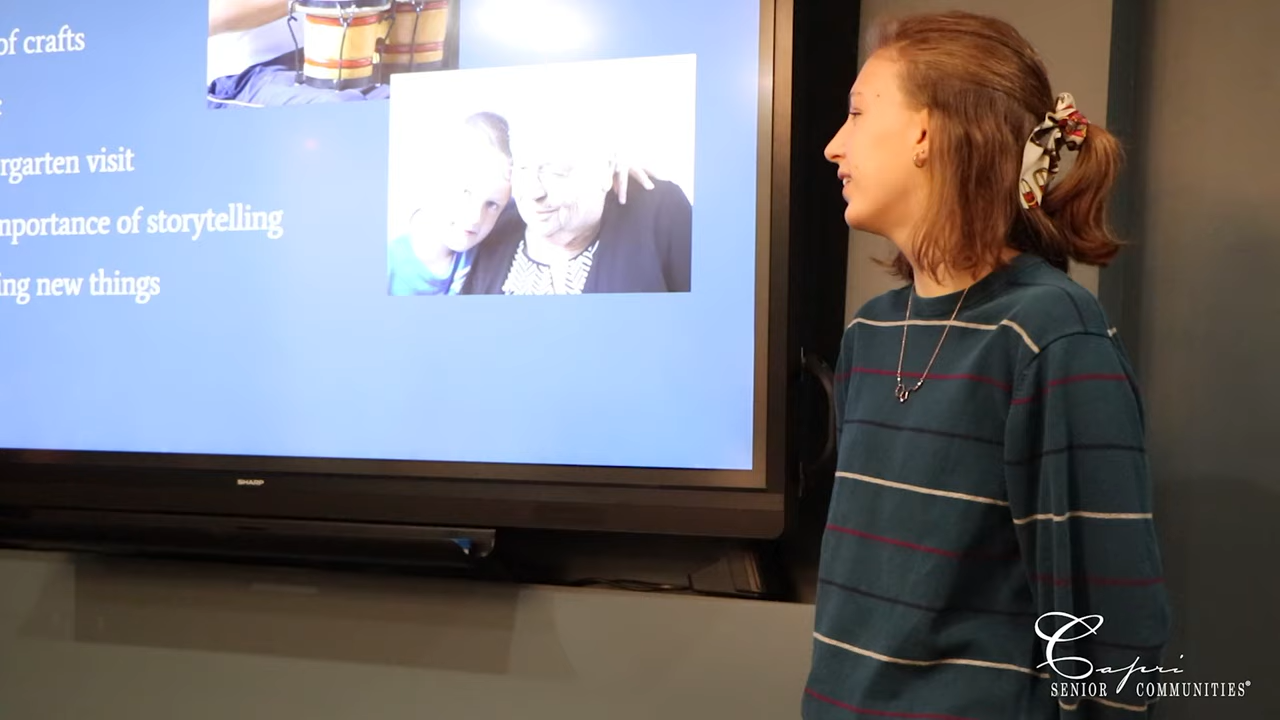 of crafts
rgarten visit
mportance of storytelling
ing new things
SHARP
Capri
SENIOR COMMUNITIES®